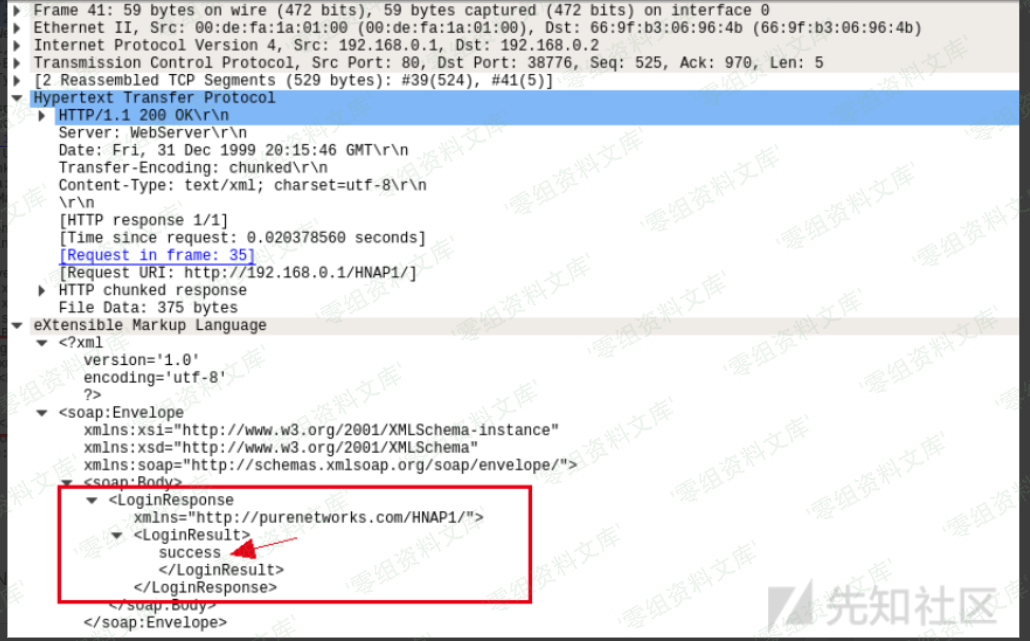 Frame 41: 59 bytes on wire (472 bits), 59 bytes captured (472 bits) on interface 0
Ethernet II, Src: 00:de:fa:1a:01:00 (00:de:fa:1a:01:00), Dst: 66:9f:b3:06:96:4b (66:9f:b3:06:96:4b)
Internet Protocol Version 4, Src: 192.168.0.1, Dst: 192.168.0.2
Transmission Control Protocol, Src Port: 80, Dst Port: 38776, Seq: 525, Ack: 970, Len: 5
[2 Reassembled TCP Segments (529 bytes): #39(524), #41(5)]
Hypertext Transfer Protocol
HTTP/1.1 200 OK\r\n
Server: WebServer\r\n
Date: Fri, 31 Dec 1999 20:15:46 GMT\r\n
Transfer-Encoding: chunked\r\n
Content-Type: text/xml; charset=utf-8\r\n
\r\n
[HTTP response 1/1]
[Time since request: 0.020378560 seconds]
[Request in frame: 35]
[Request URI: http://192.168.0.1/HNAP1/]
HTTP chunked response
File Data: 375 bytes
eXtensible Markup Language
<?xml
version='1.0'
encoding='utf-8'
?>
<soap:Envelope
xmlns:xsi="http://www.w3.org/2001/XMLSchema-instance"
xmlns:xsd="http://www.w3.org/2001/XMLSchema"
xmlns:soap="http://schemas.xmlsoap.org/soap/envelope/">
<soap:Body>
<LoginResponse
xmlns="http://purenetworks.com/HNAP1/">
<LoginResult>
success
</LoginResult>
</LoginResponse>
</soap:Body>
</soap:Envelope>
零组资料文库
先知社区